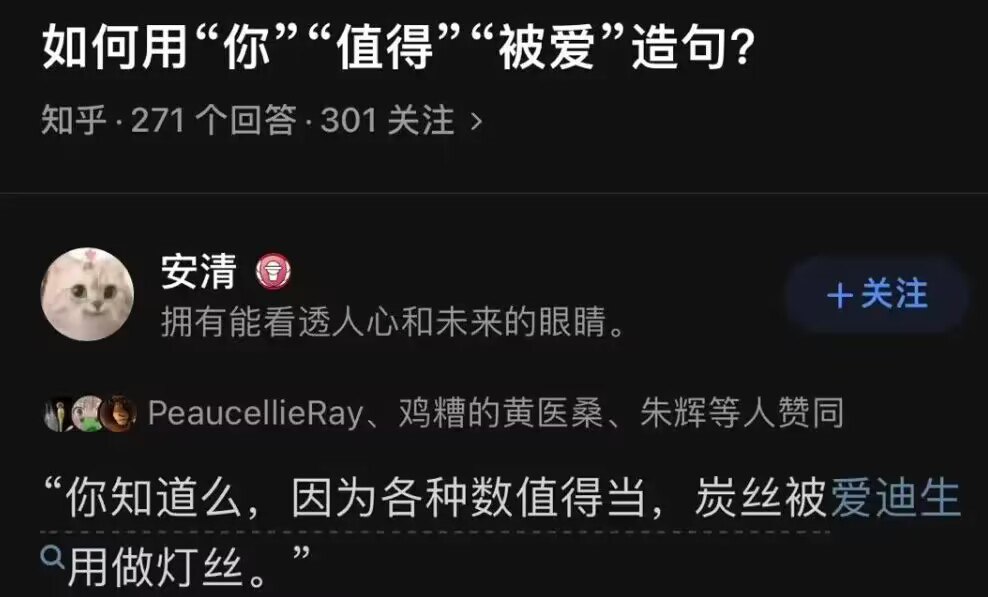 如何用“你”“值得”“被爱”造句？
知乎 · 271 个回答 · 301 关注 >
安清
拥有能看透人心和未来的眼睛。
+关注
PeaucellieRay、鸡糟的黄医桑、朱辉等人赞同
“你知道么，因为各种数值得当，炭丝被爱迪生
用做灯丝。”